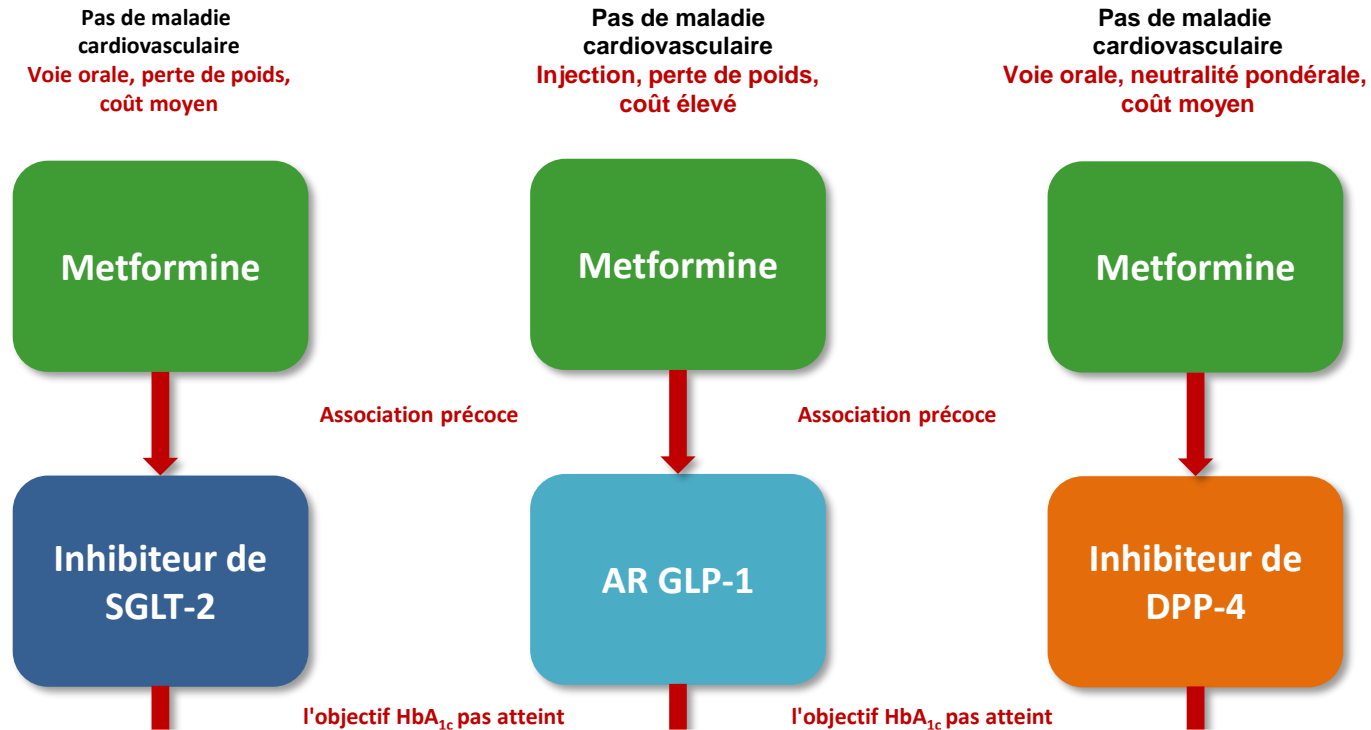 Pas de maladie
cardiovasculaire
Voie orale, perte de poids,
coût moyen
Pas de maladie
cardiovasculaire
Injection, perte de poids,
coût élevé
Pas de maladie
cardiovasculaire
Voie orale, neutralité pondérale,
coût moyen
Metformine
Metformine
Metformine
Association précoce
Association précoce
Inhibiteur de
SGLT-2
AR GLP-1
Inhibiteur de
DPP-4
l'objectif HbA1c pas atteint
l'objectif HbA1c pas atteint